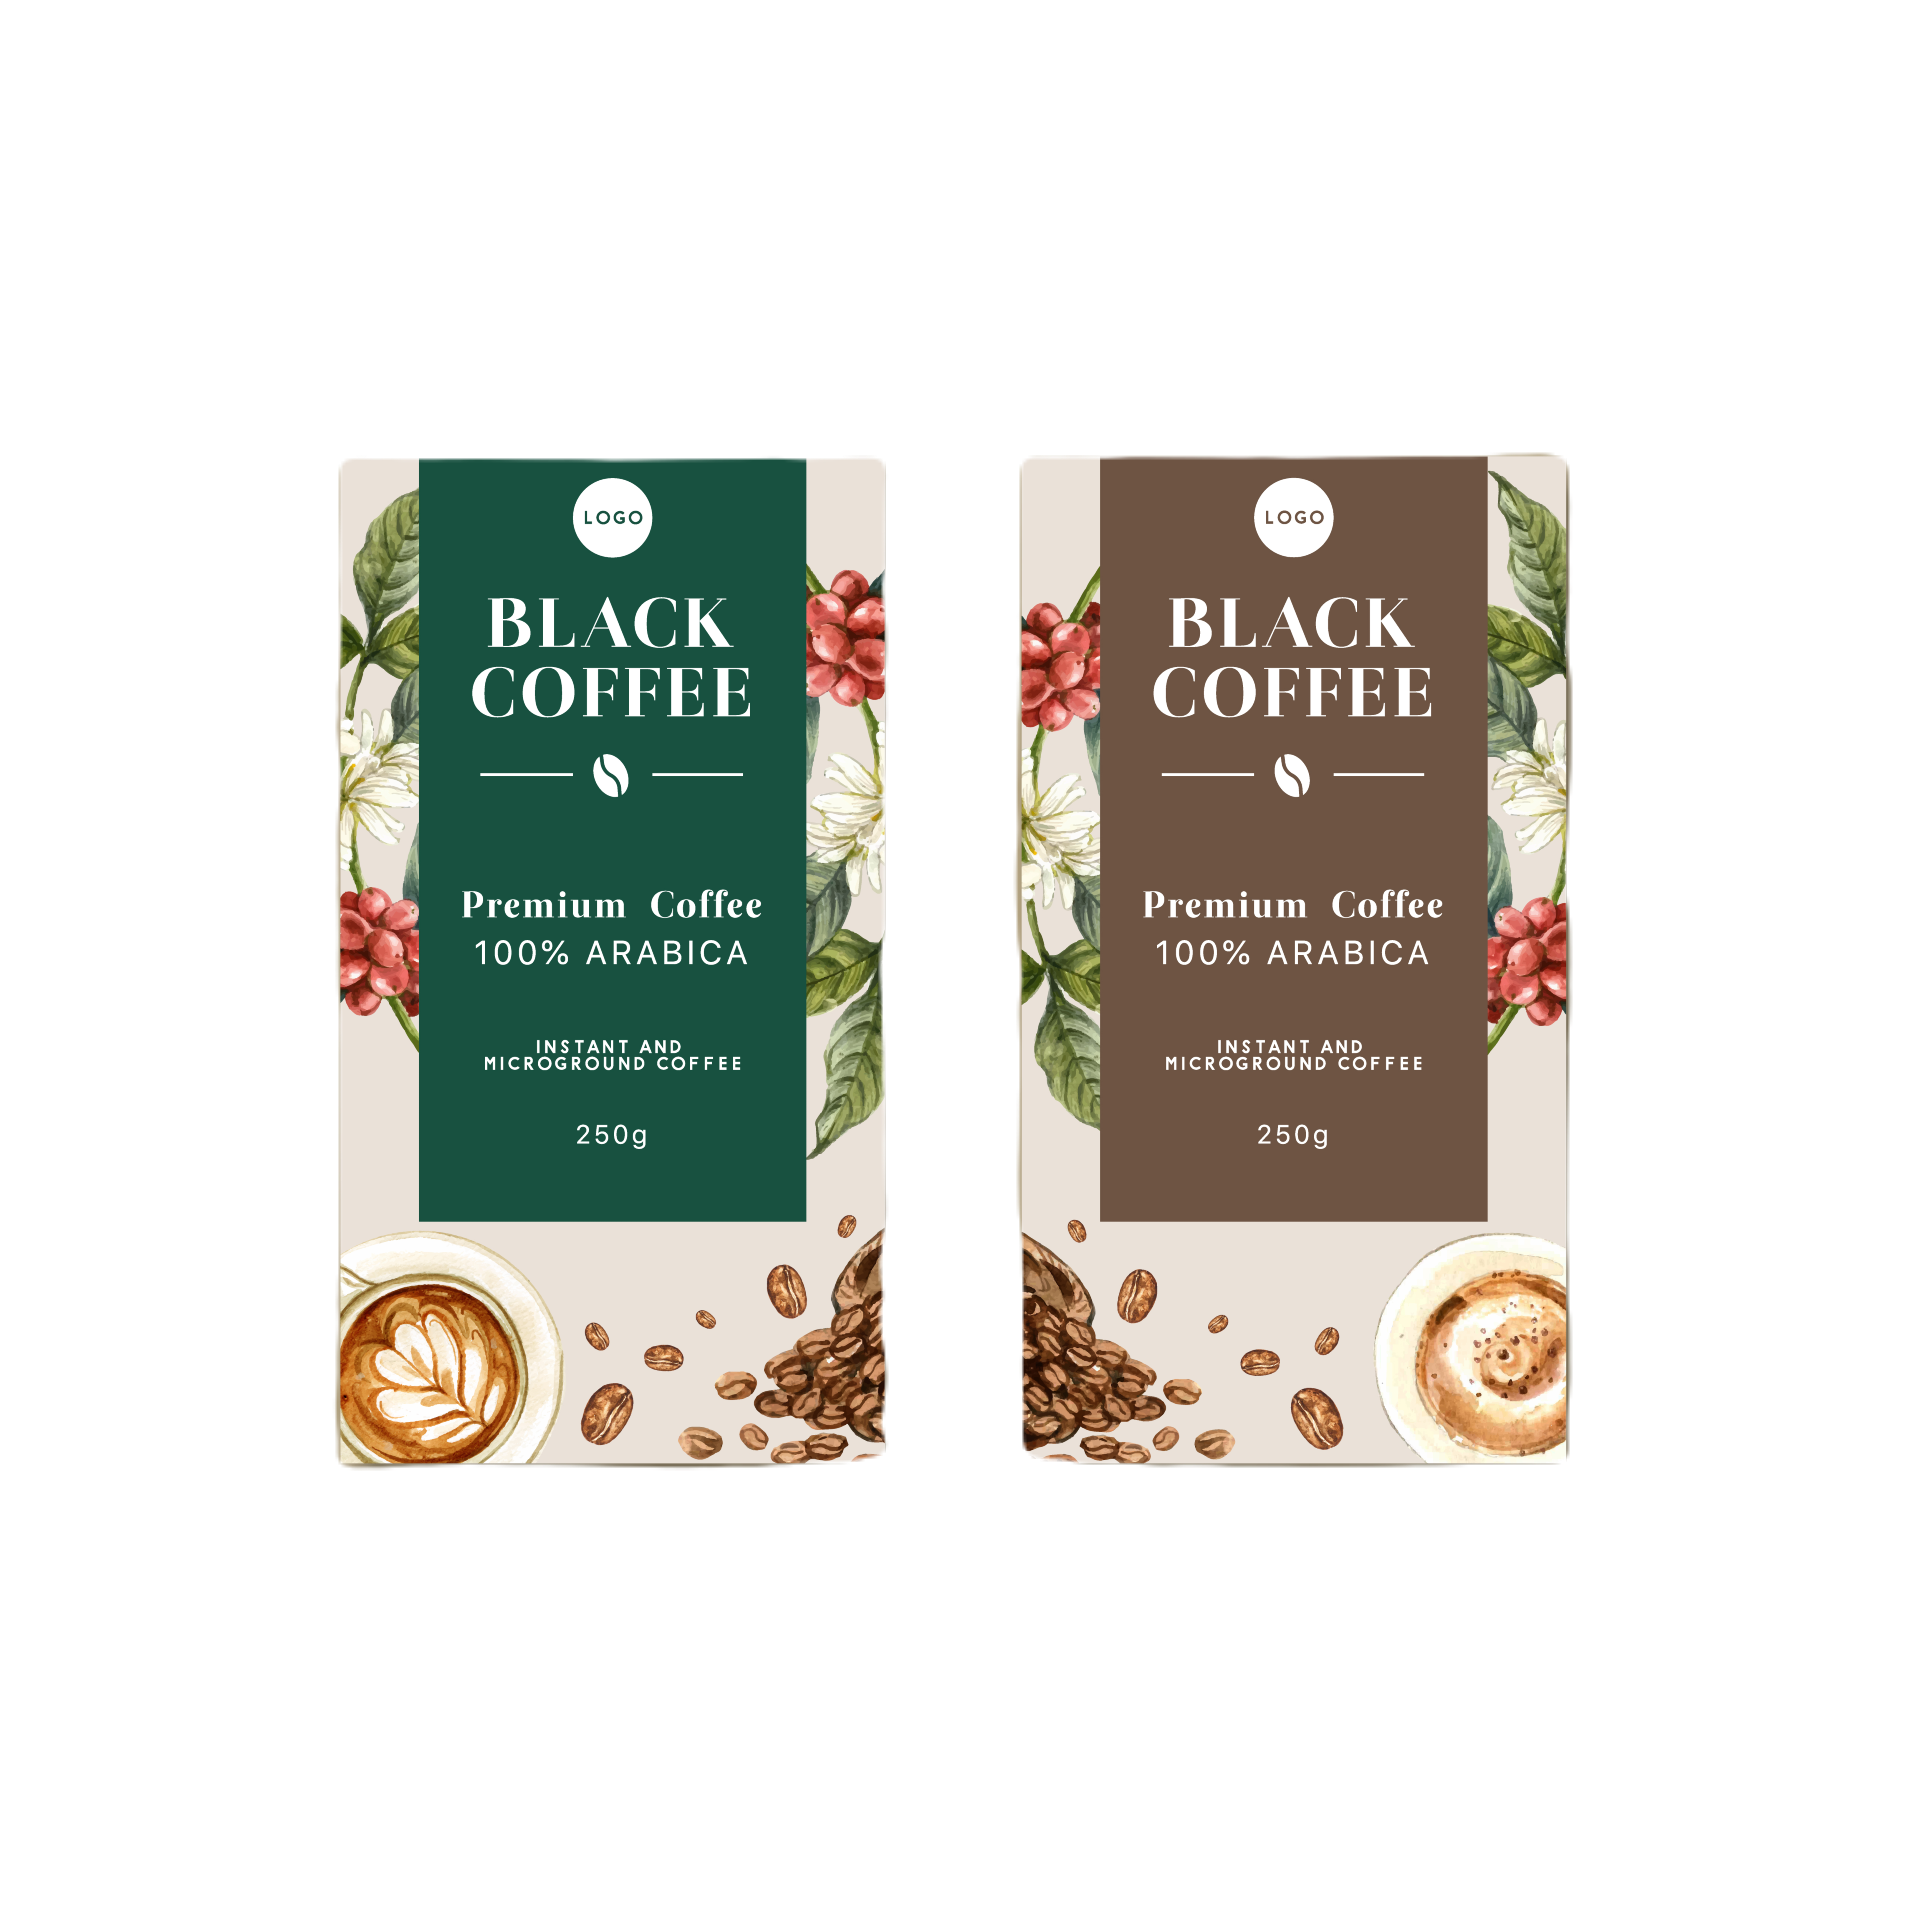 LOGO
BLACK
COFFEE
Premium Coffee
100% ARABICA
INSTANT AND
MICROGROUND COFFEE
250g
LOGO
BLACK
COFFEE
Premium Coffee
100% ARABICA
INSTANT AND
MICROGROUND COFFEE
250g